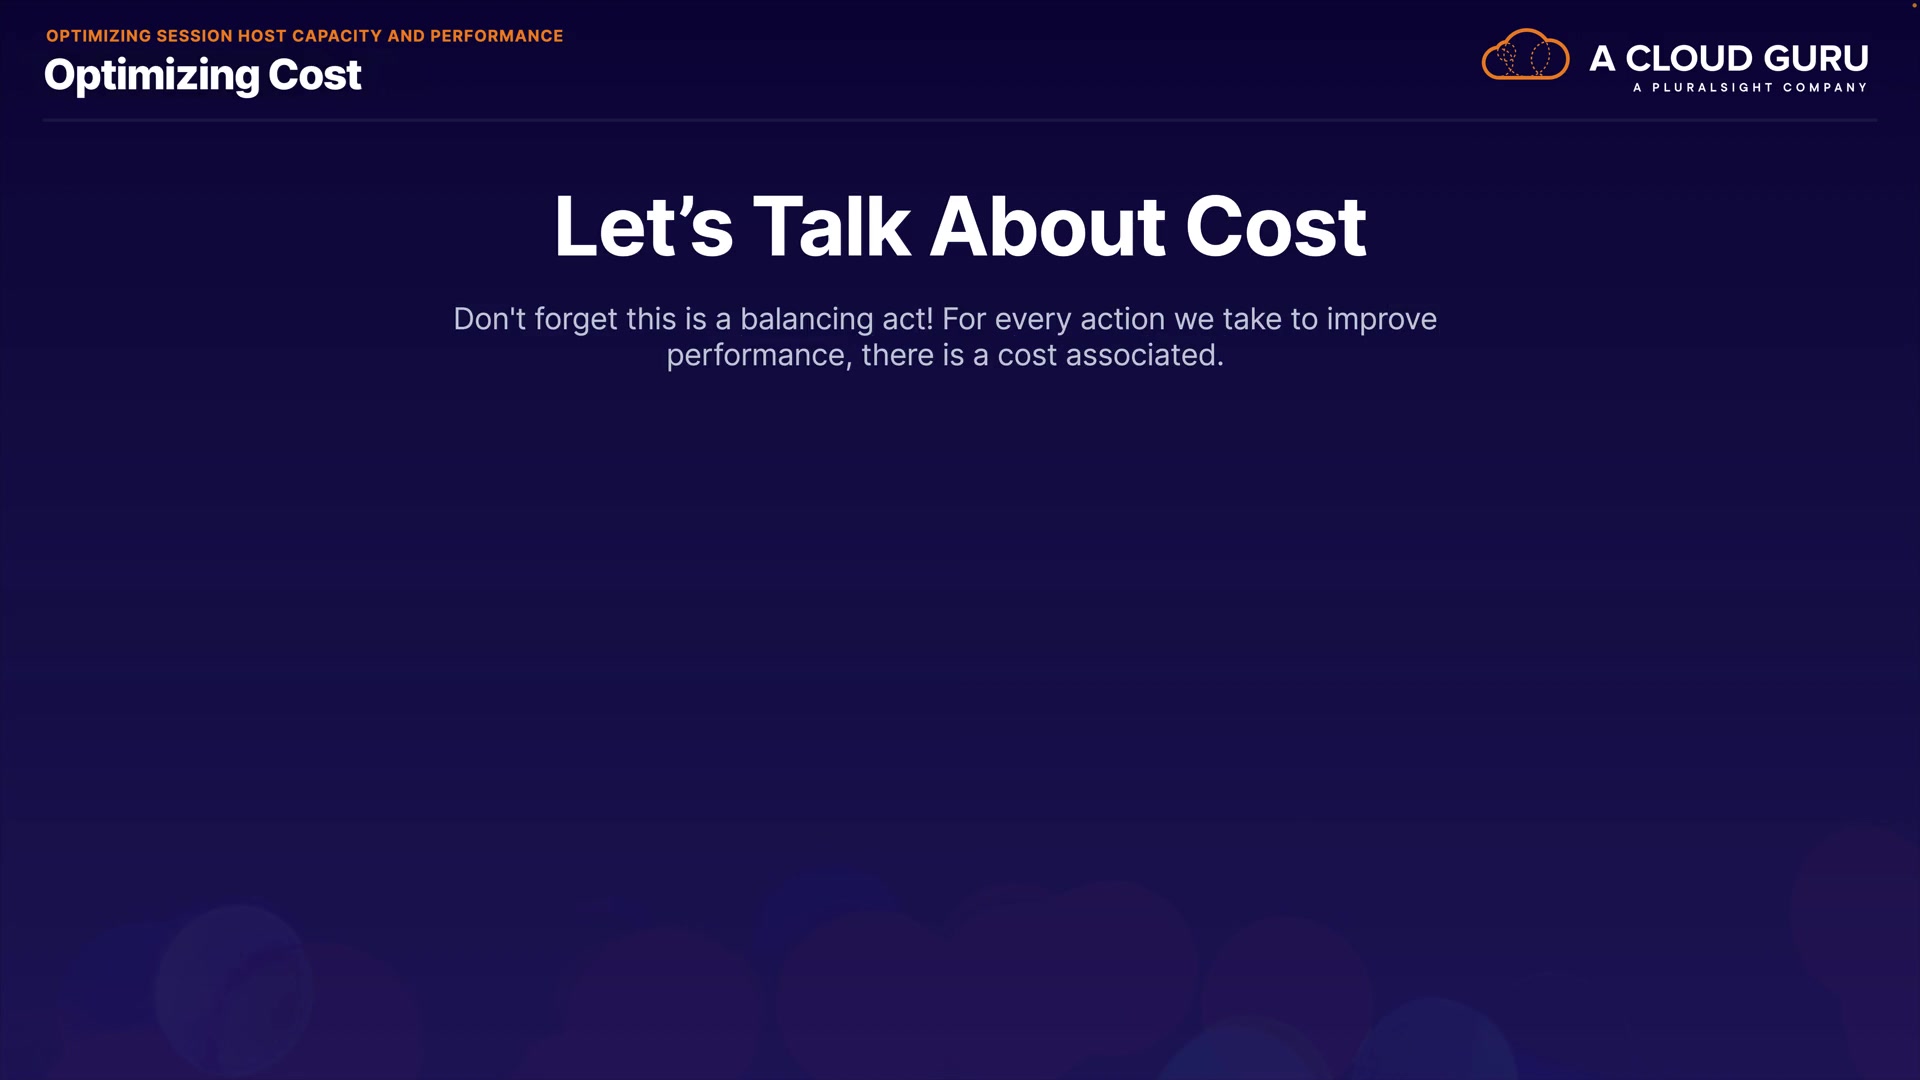 OPTIMIZING SESSION HOST CAPACITY AND PERFORMANCE
Optimizing Cost
A CLOUD GURU
A PLURALSIGHT COMPANY
Let’s Talk About Cost
Don't forget this is a balancing act! For every action we take to improve
performance, there is a cost associated.